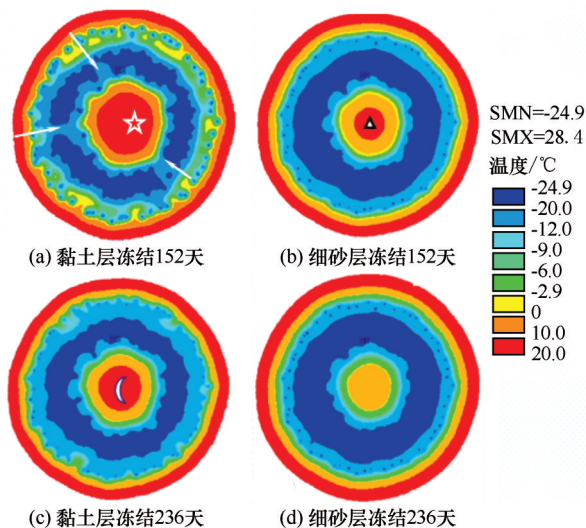 SMN=-24.9
SMX=28.4
温度/℃
-24.9
-20.0
-12.0
-9.0
-6.0
-2.9
0
10.0
20.0
(a) 黏土层冻结152天
(b) 细砂层冻结152天
(c) 黏土层冻结236天
(d) 细砂层冻结236天